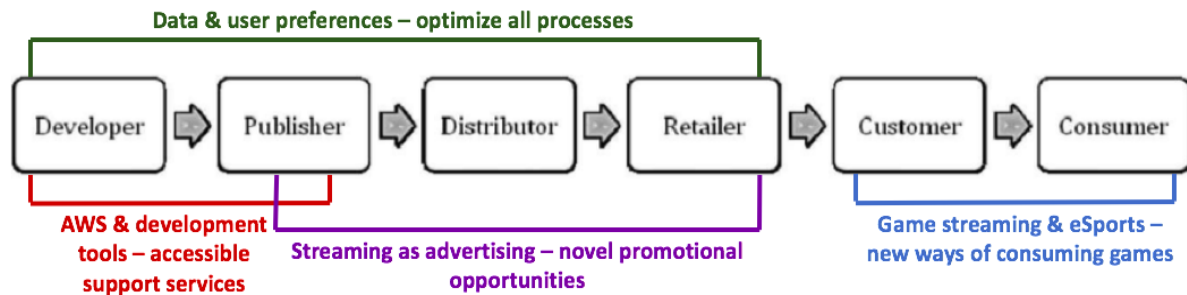 Data & user preferences – optimize all processes
Developer
Publisher
Distributor
Retailer
Customer
Consumer
AWS & development
tools – accessible
support services
Streaming as advertising – novel promotional
opportunities
Game streaming & eSports –
new ways of consuming games